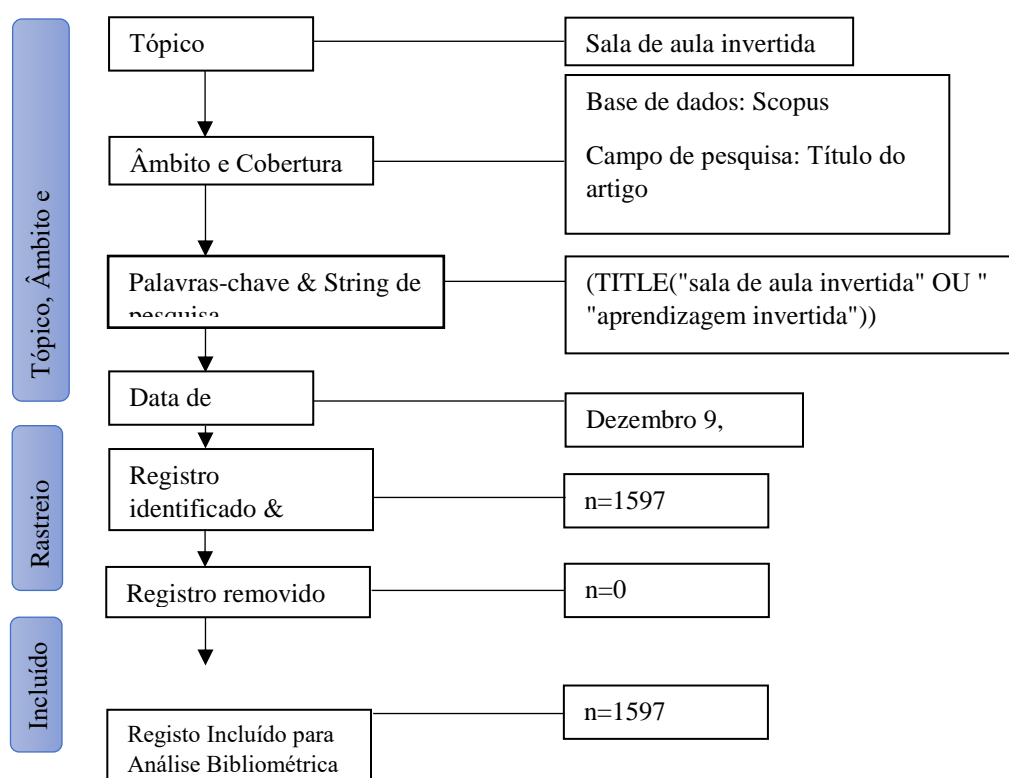 Tópico, Âmbito e
Tópico
Sala de aula invertida
Base de dados: Scopus
Campo de pesquisa: Título do
artigo
Âmbito e Cobertura
Palavras-chave & String de
pesquisa
(TITLE("sala de aula invertida" OU "
"aprendizagem invertida"))
Data de
Dezembro 9,
Rastreio
Registro
identificado &
n=1597
Registro removido
n=0
Incluído
Registo Incluído para
Análise Bibliométrica
n=1597